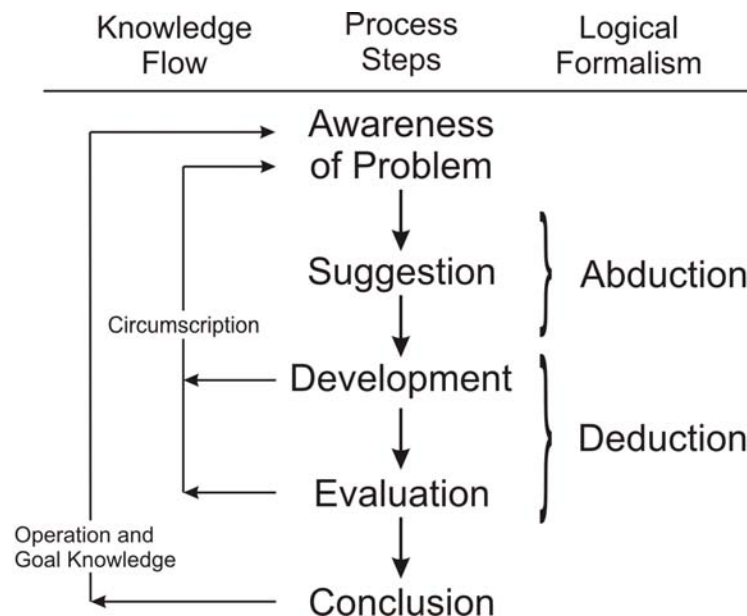 Knowledge
Flow
Process
Steps
Logical
Formalism
Awareness
of Problem
Suggestion
Abduction
Circumscription
Development
Deduction
Evaluation
Operation and
Goal Knowledge
Conclusion